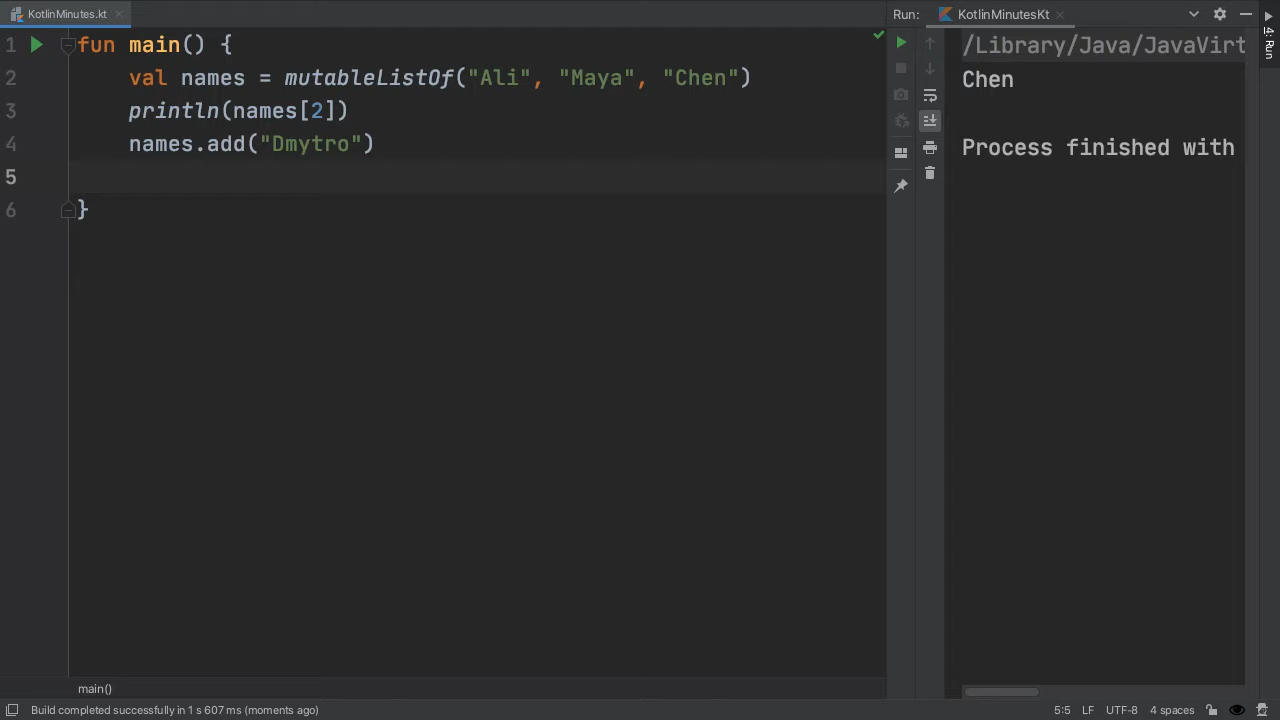 KotlinMinutes.kt
Run: KotlinMinutesKt
1 fun main() {
2 val names = mutableListOf("Ali", "Maya", "Chen")
3 println(names[2])
4 names.add("Dmytro")
5
6 }
/Library/Java/JavaVirt
Chen
Process finished with
4: Run
main()
Build completed successfully in 1 s 607 ms (moments ago)
5:5 LF UTF-8 4 spaces